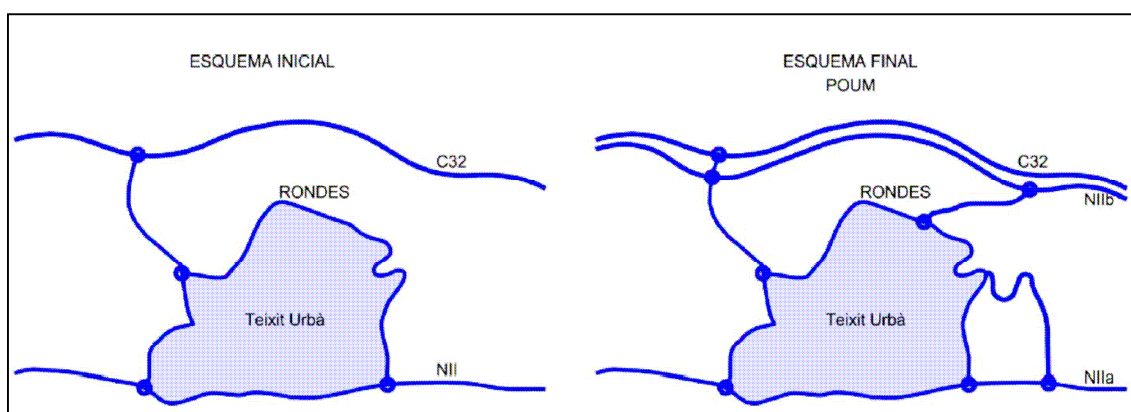 ESQUEMA INICIAL
C32
RONDES
Teixit Urbà
NII
ESQUEMA FINAL
POUM
C32
RONDES
NIIb
Teixit Urbà
NIIa